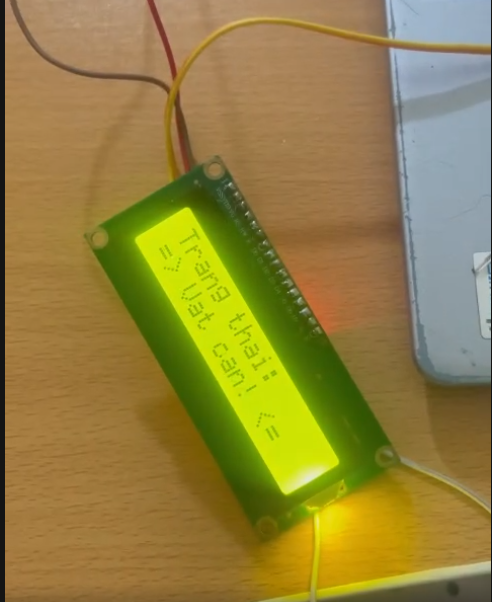 Trang thai:
=> Vat can! <=